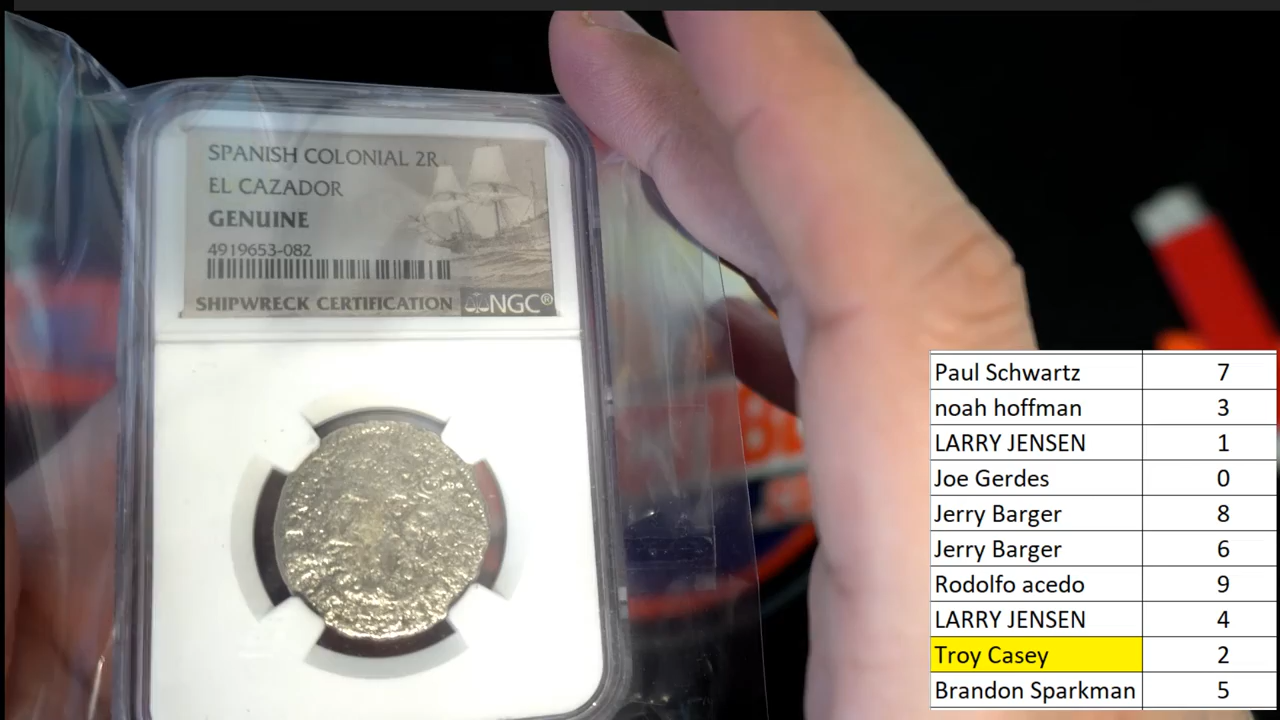 SPANISH COLONIAL 2R
EL CAZADOR
GENUINE
4919653-082
SHIPWRECK CERTIFICATION NGC®
Paul Schwartz 7
noah hoffman 3
LARRY JENSEN 1
Joe Gerdes 0
Jerry Barger 8
Jerry Barger 6
Rodolfo acedo 9
LARRY JENSEN 4
Troy Casey 2
Brandon Sparkman 5